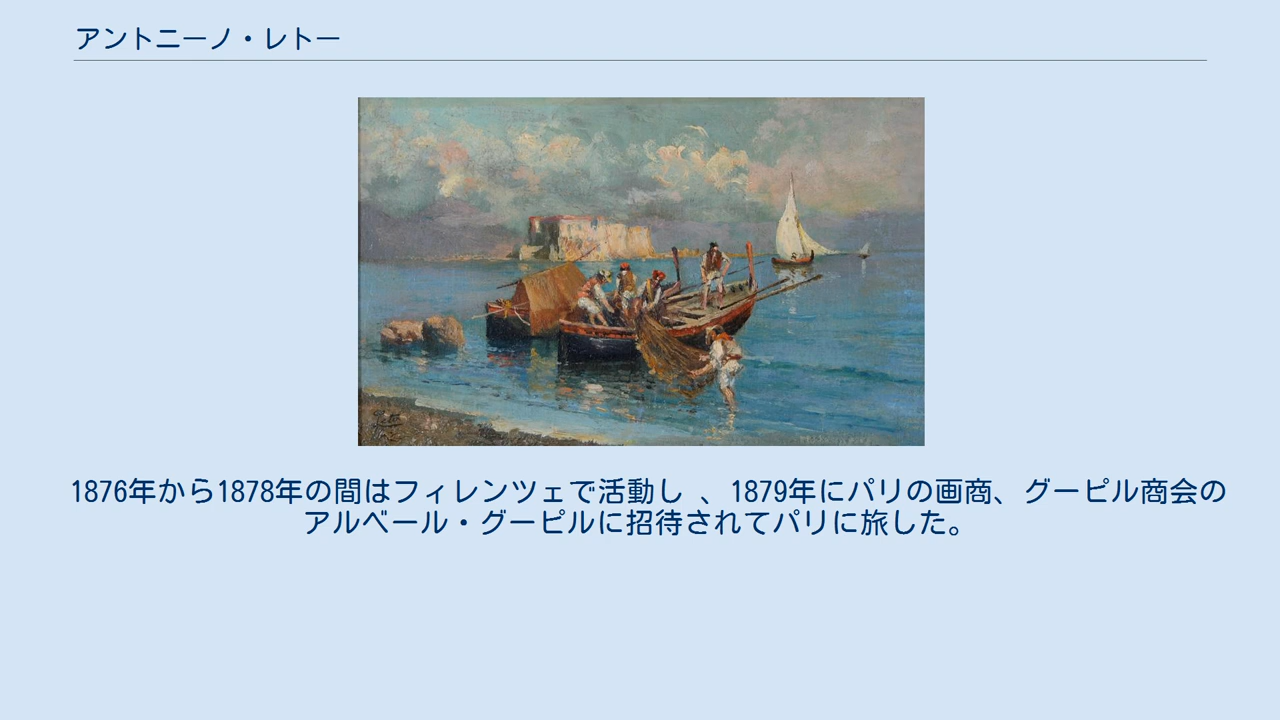 アントニーノ・レトー
1876年から1878年の間はフィレンツェで活動し 、1879年にパリの画商、グーピル商会の
アルベール・グーピルに招待されてパリに旅した。